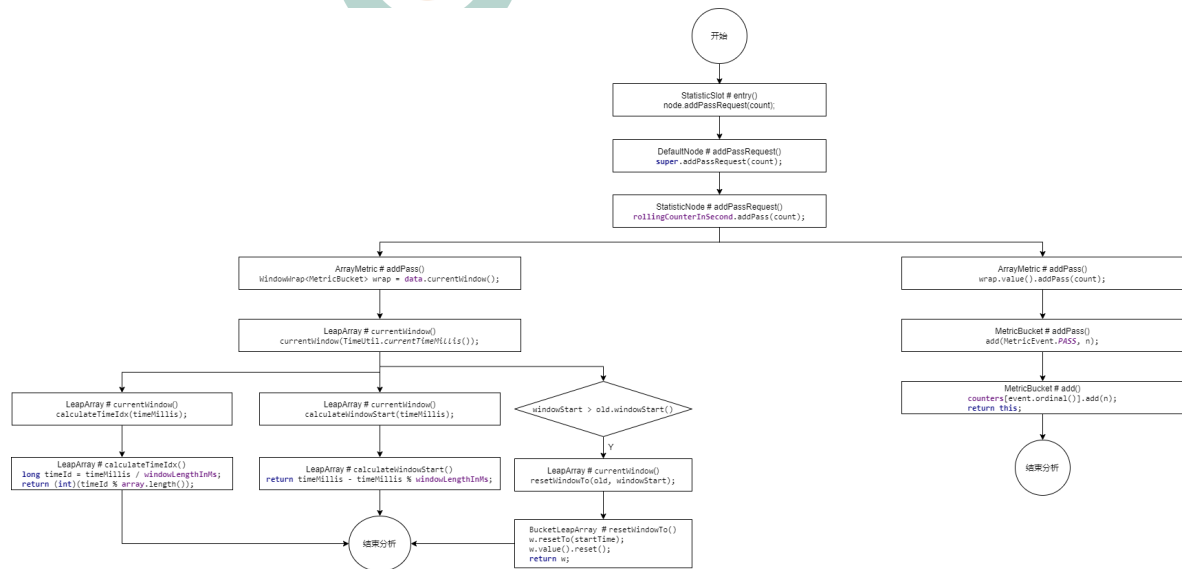 开始
StatisticSlot # entry()
node.addPassRequest(count);
DefaultNode # addPassRequest()
super.addPassRequest(count);
StatisticNode # addPassRequest()
rollingCounterInSecond.addPass(count);
ArrayMetric # addPass()
WindowWrap<MetricBucket> wrap = data.currentWindow();
ArrayMetric # addPass()
wrap.value().addPass(count);
LeapArray # currentWindow()
currentWindow(TimeUtil.currentTimeMillis());
MetricBucket # addPass()
add(MetricEvent.PASS, n);
LeapArray # currentWindow()
calculateTimeIdx(timeMillis);
LeapArray # currentWindow()
calculateWindowStart(timeMillis);
windowStart > old.windowStart()
MetricBucket # add()
counters[event.ordinal()].add(n);
return this;
Y
LeapArray # calculateTimeIdx()
long timeId = timeMillis / windowLengthInMs;
return (int)(timeId % array.length());
LeapArray # calculateWindowStart()
return timeMillis - timeMillis % windowLengthInMs;
LeapArray # currentWindow()
resetWindowTo(old, windowStart);
结束分析
BucketLeapArray # resetWindowTo()
w.resetTo(startTime);
w.value().reset();
return w;
结束分析